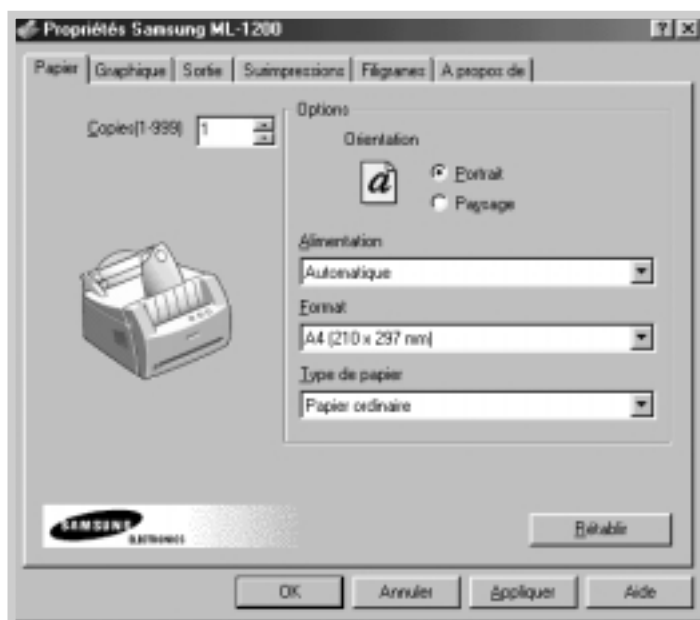 Propriétés Samsung ML-1200
Papier Graphique Sortie Surimpressions Filigranes A propos de
Copies(1-999) 1
Options
Orientation
a
Portrait
Paysage
Alimentation
Automatique
Format
A4 (210 x 297 mm)
Type de papier
Papier ordinaire
SAMSUNG
ELECTRONICS
Rétablir
OK Annuler Appliquer Aide